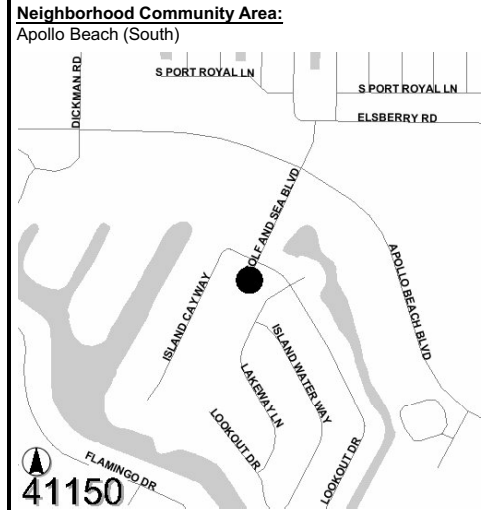 Neighborhood Community Area:
Apollo Beach (South)
DICKMAN RD
S PORT ROYAL LN
S PORT ROYAL LN
ELSBERRY RD
OLF AND SEA BLVD
APOLLO BEACH BLVD
ISLAND CAY WAY
ISLAND WATER WAY
LAKEWAY LN
LOOKOUT DR
LOOKOUT DR
FLAMINGO DR
41150